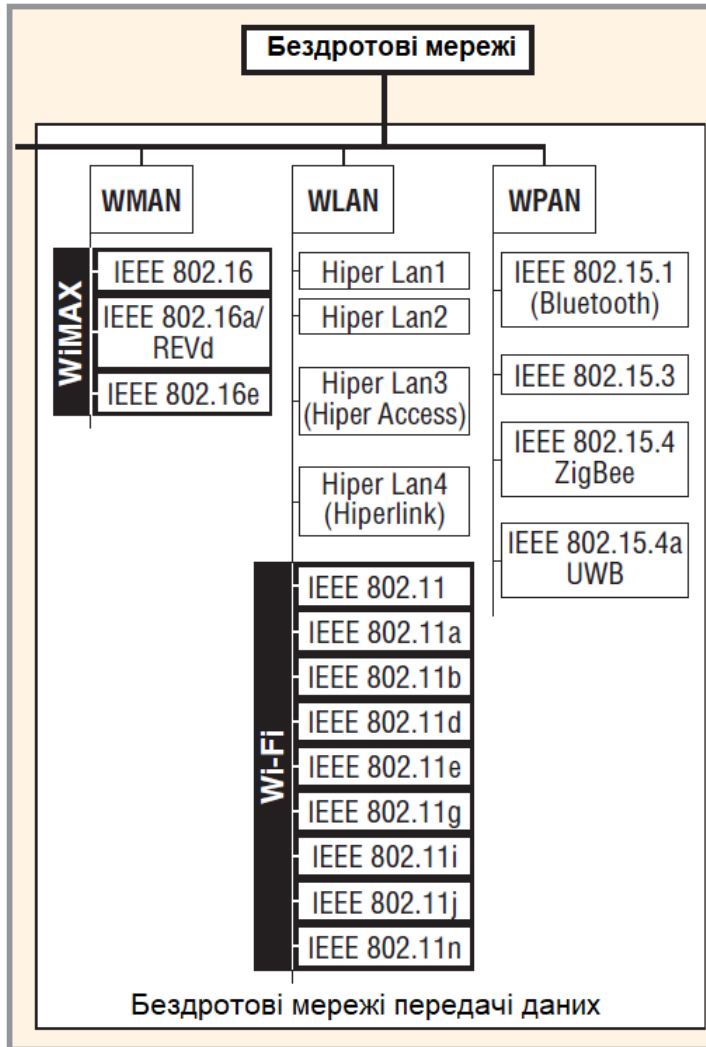 Бездротові мережі
WMAN
WiMAX
IEEE 802.16
IEEE 802.16a/
REVd
IEEE 802.16e
WLAN
Hiper Lan1
Hiper Lan2
Hiper Lan3
(Hiper Access)
Hiper Lan4
(Hiperlink)
Wi-Fi
IEEE 802.11
IEEE 802.11a
IEEE 802.11b
IEEE 802.11d
IEEE 802.11e
IEEE 802.11g
IEEE 802.11i
IEEE 802.11j
IEEE 802.11n
WPAN
IEEE 802.15.1
(Bluetooth)
IEEE 802.15.3
IEEE 802.15.4
ZigBee
IEEE 802.15.4a
UWB
Бездротові мережі передачі даних